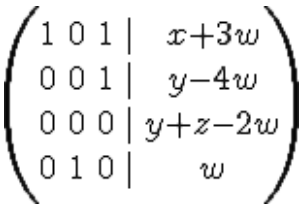 1 0 1 | x+3w
0 0 1 | y−4w
0 0 0 | y+z−2w
0 1 0 | w